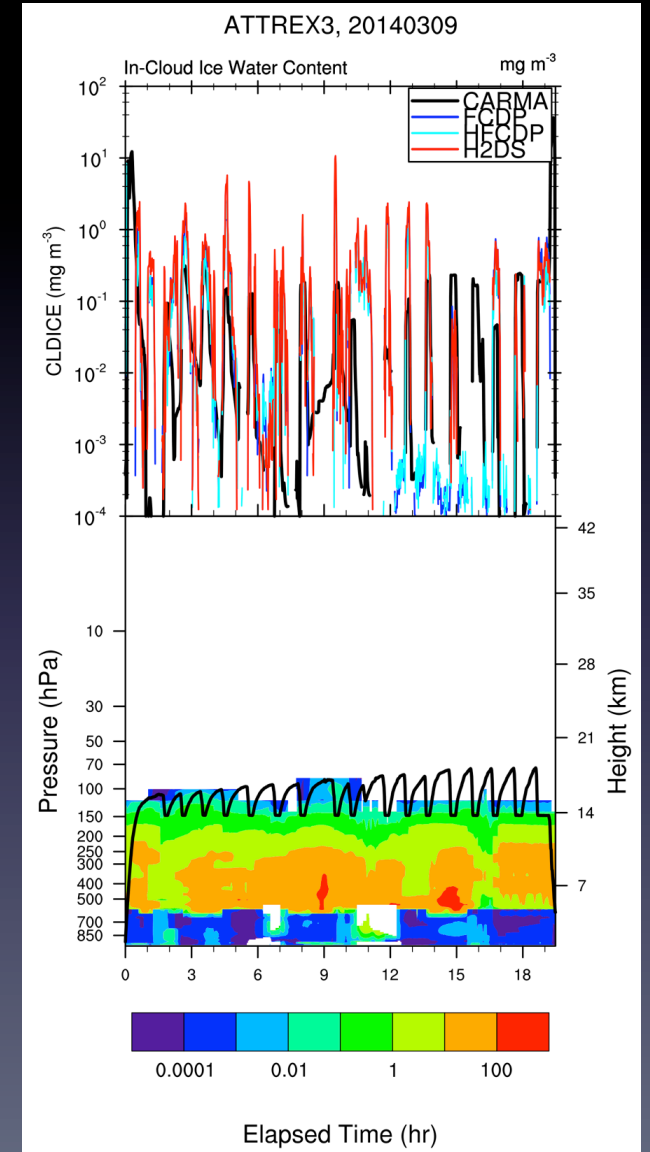 ATTREX3, 20140309
In-Cloud Ice Water Content mg m-3
CARMA
FCDP
HFCDP
H2DS
CLDICE (mg m-3)
10²
10¹
10⁰
10-1
10-2
10-3
10-4
Pressure (hPa)
10
30
50
70
100
150
200
250
300
400
500
700
850
42
35
28
21
14
7
Height (km)
0 3 6 9 12 15 18
0.0001 0.01 1 100
Elapsed Time (hr)